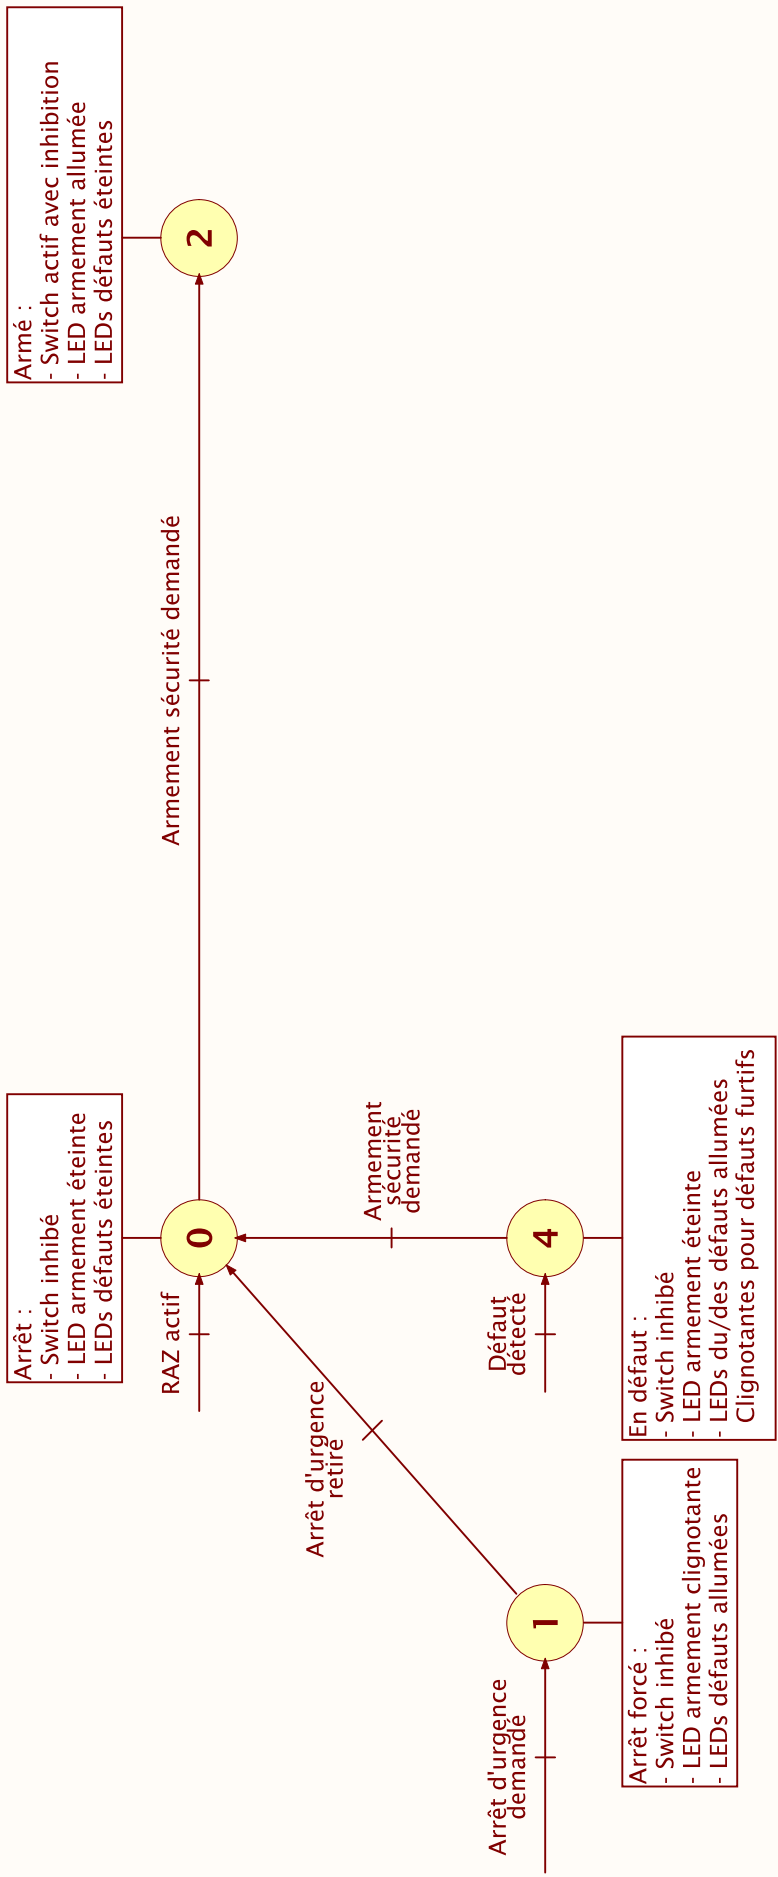 Arrêt :
- Switch inhibé
- LED armement éteinte
- LEDs défauts éteintes
Armé :
- Switch actif avec inhibition
- LED armement allumée
- LEDs défauts éteintes
RAZ actif
0
Armement sécurité demandé
2
Arrêt d'urgence
retiré
Armement
sécurité
demandé
Arrêt d'urgence
demandé
1
Défaut
détecté
4
Arrêt forcé :
- Switch inhibé
- LED armement clignotante
- LEDs défauts allumées
En défaut :
- Switch inhibé
- LED armement éteinte
- LEDs du/des défauts allumées
Clignotantes pour défauts furtifs